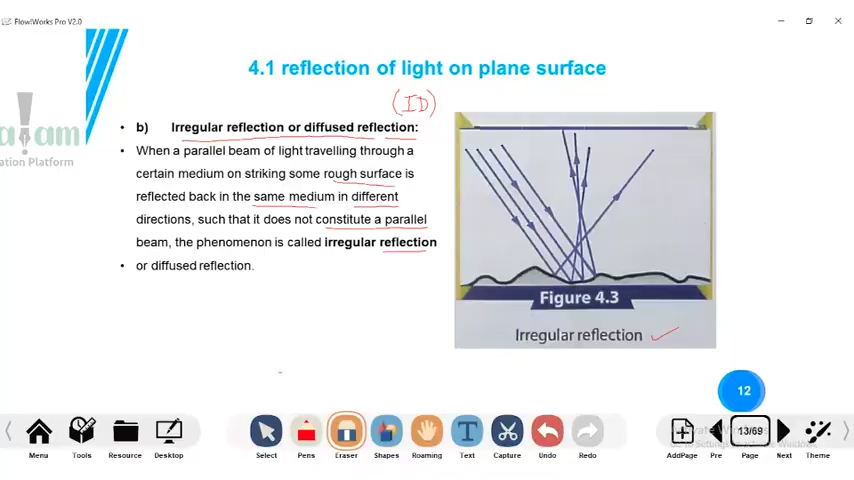 Flow!Works Pro V2.0
4.1 reflection of light on plane surface
(ID)
• b) Irregular reflection or diffused reflection:
• When a parallel beam of light travelling through a
certain medium on striking some rough surface is
reflected back in the same medium in different
directions, such that it does not constitute a parallel
beam, the phenomenon is called irregular reflection
• or diffused reflection.
Figure 4.3
Irregular reflection
12
Menu
Tools
Resource
Desktop
Select
Pens
Eraser
Shapes
Roaming
Text
Capture
Undo
Redo
AddPage
Pre
13/69
Page
Next
Theme